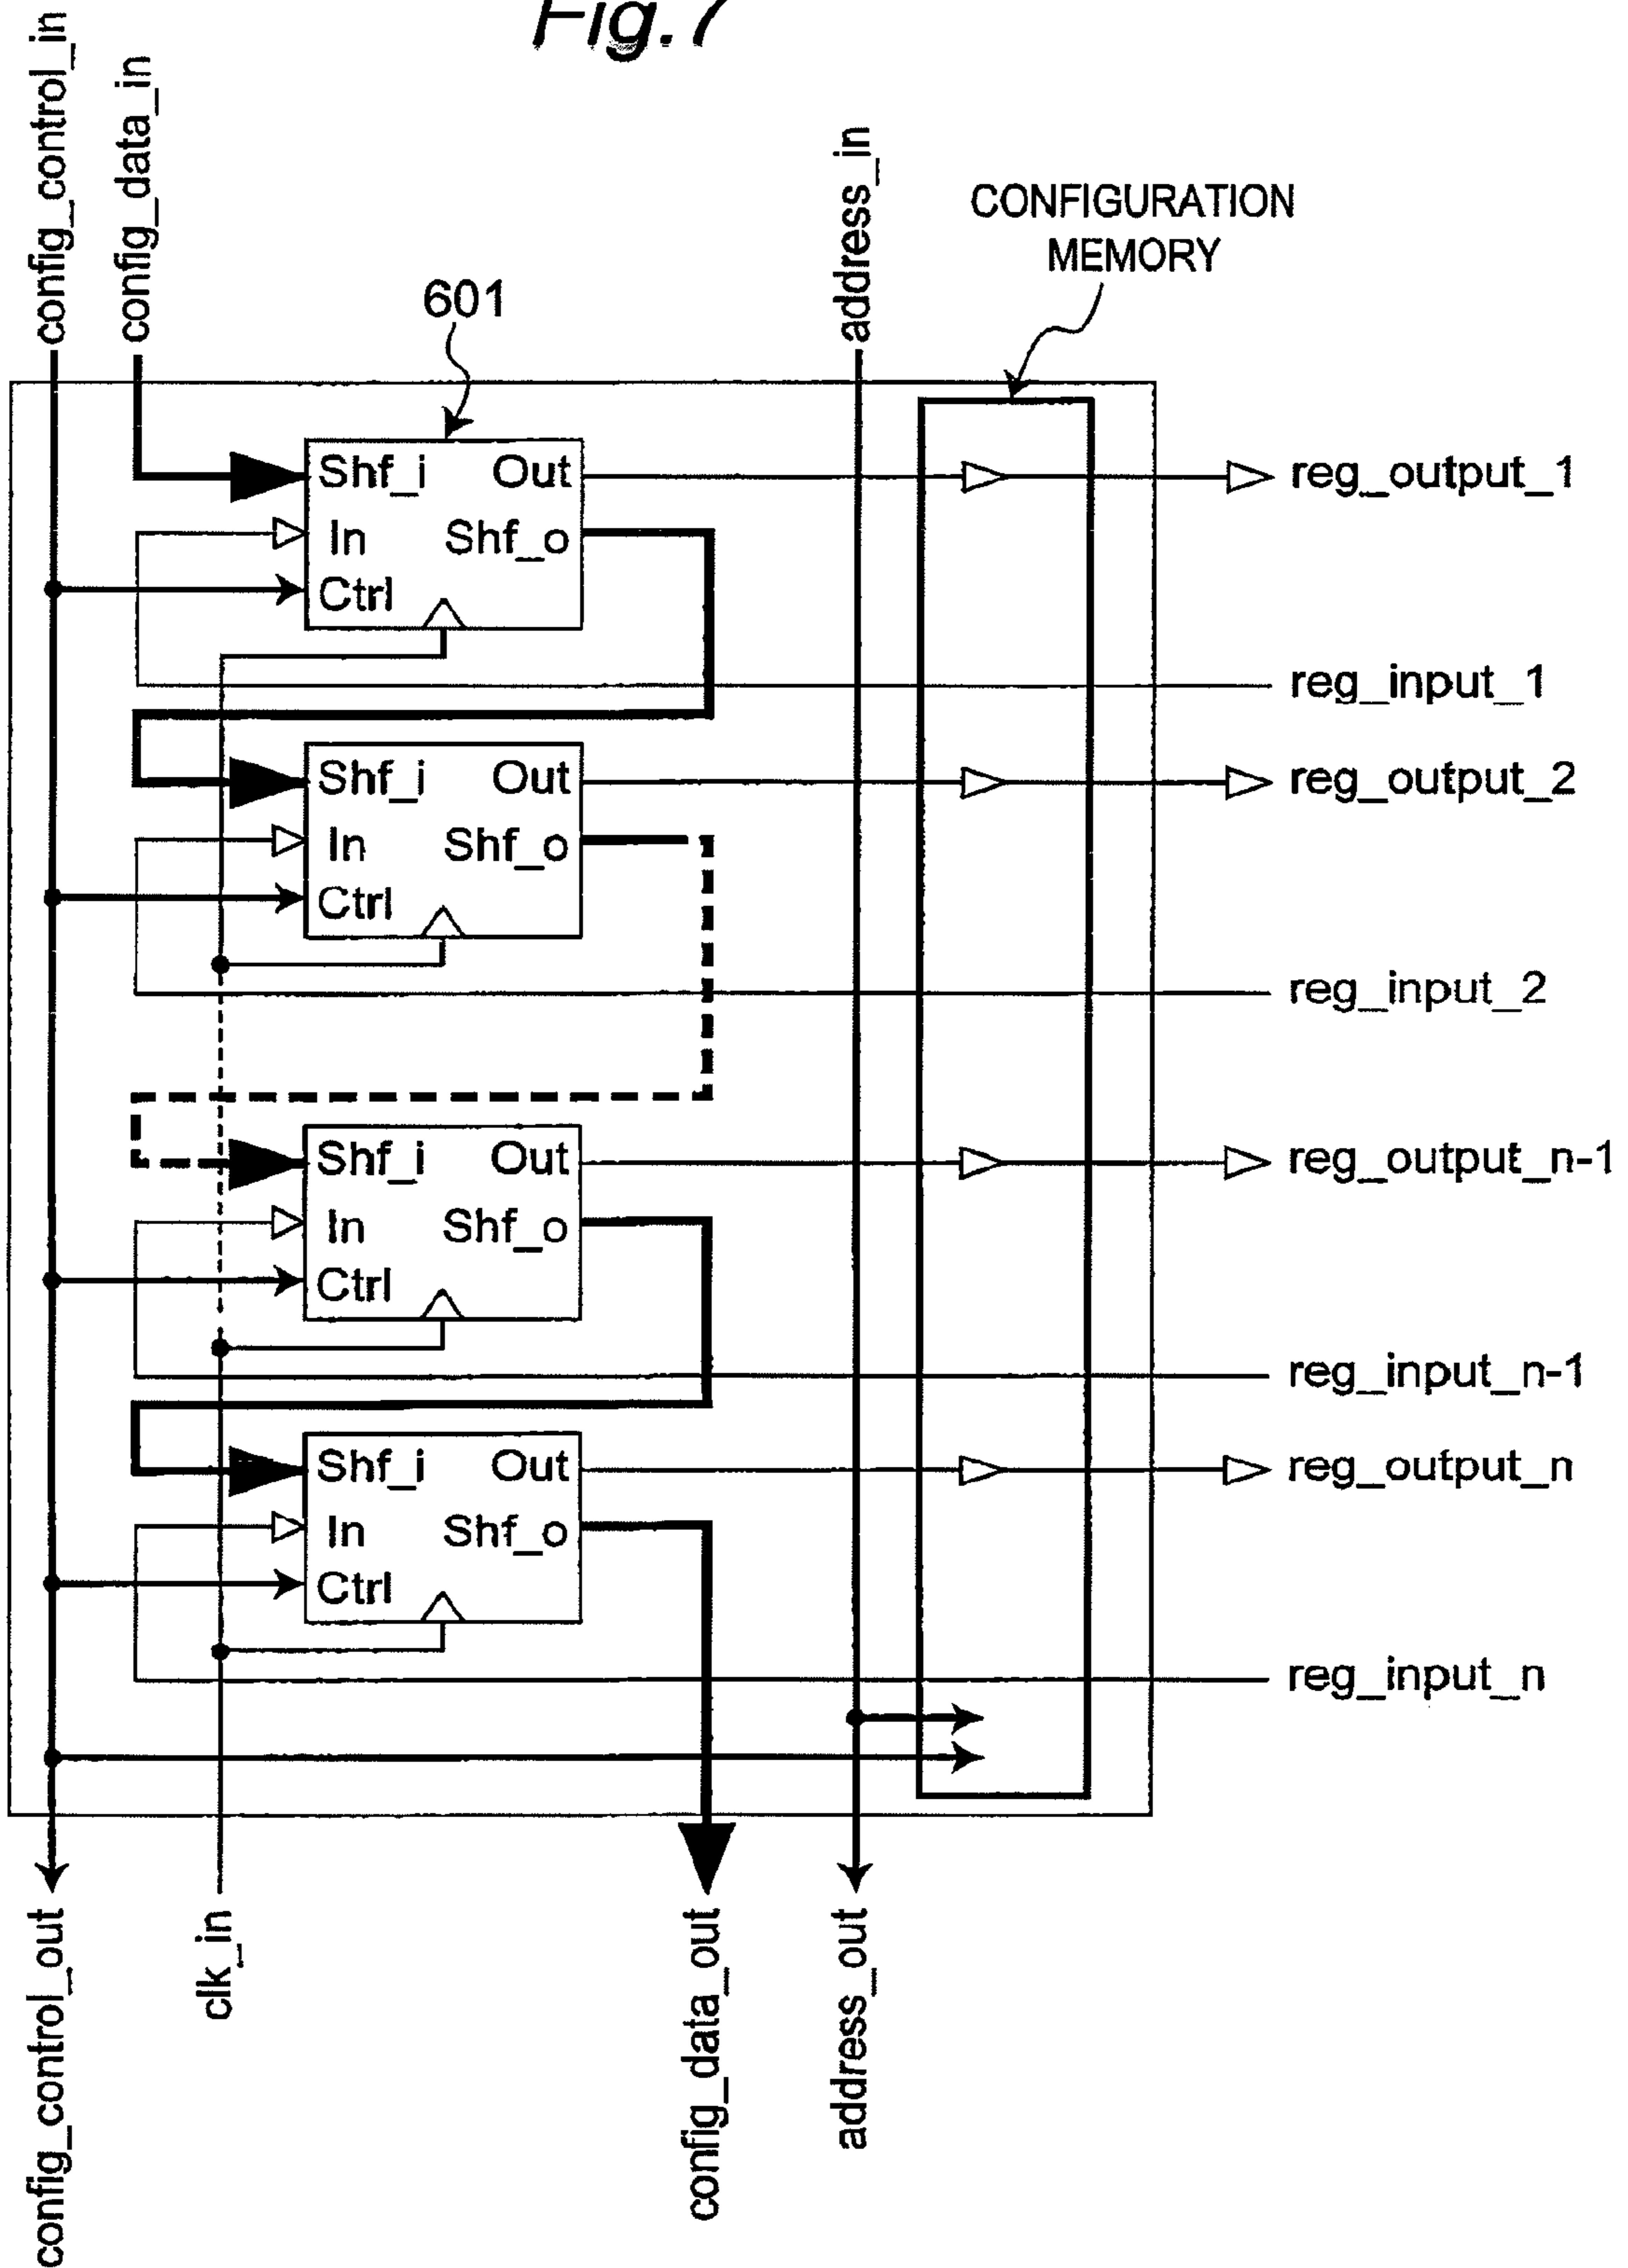 Fig.7
config_control_in
config_data_in
address_in
CONFIGURATION
MEMORY
601
Shf_i Out
In Shf_o
Ctrl
reg_output_1
reg_input_1
Shf_i Out
In Shf_o
Ctrl
reg_output_2
reg_input_2
Shf_i Out
In Shf_o
Ctrl
reg_output_n-1
reg_input_n-1
Shf_i Out
In Shf_o
Ctrl
reg_output_n
reg_input_n
config_control_out
clk_in
config_data_out
address_out